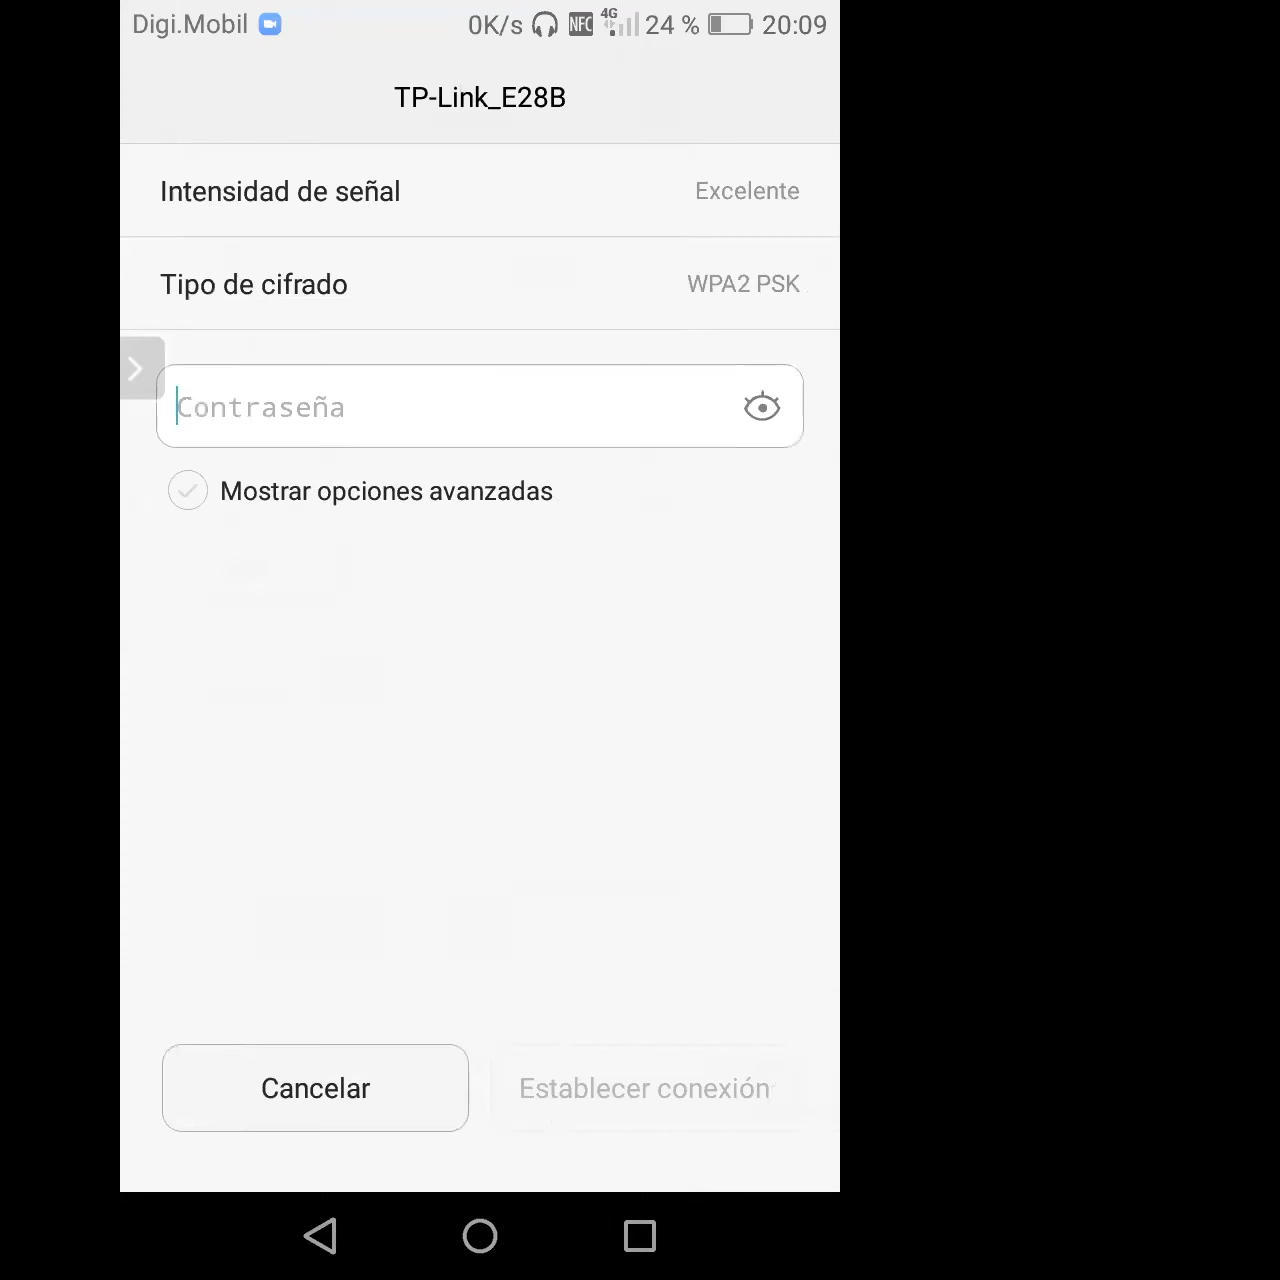 Digi.Mobil 0K/s NFC 4G 24 % 20:09
TP-Link_E28B
Intensidad de señal Excelente
Tipo de cifrado WPA2 PSK
Contraseña
Mostrar opciones avanzadas
Cancelar Establecer conexión